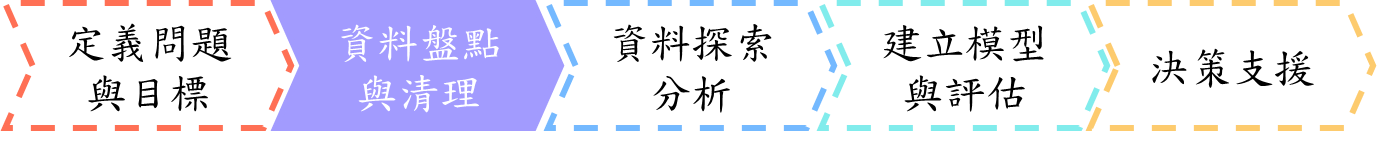 定義問題
與目標
資料盤點
與清理
資料探索
分析
建立模型
與評估
決策支援